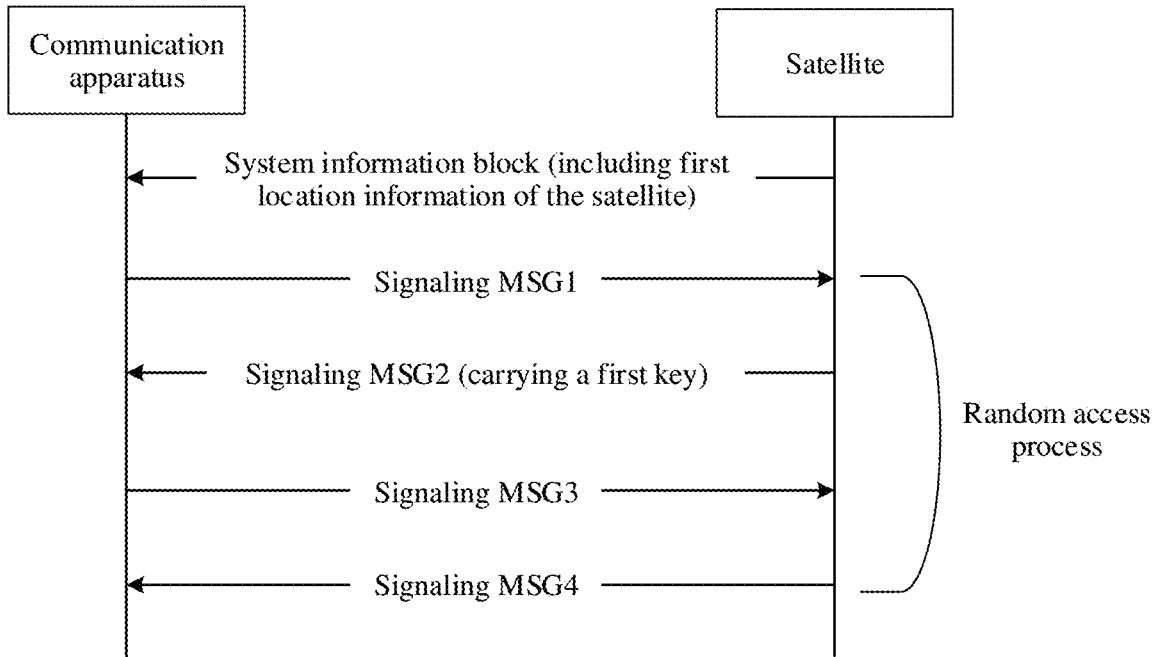 Communication
apparatus
Satellite
System information block (including first
location information of the satellite)
Signaling MSG1
Signaling MSG2 (carrying a first key)
Random access
process
Signaling MSG3
Signaling MSG4